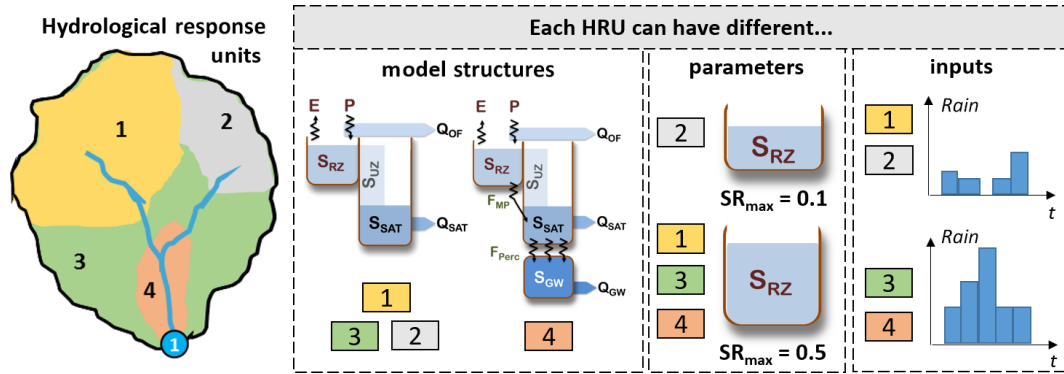 Hydrological response
units
1
2
3
4
1
Each HRU can have different...
model structures
E
P
Q_OF
S_RZ
S_UZ
S_SAT
Q_SAT
E
P
Q_OF
S_RZ
S_UZ
F_MP
S_SAT
Q_SAT
F_Perc
S_GW
Q_GW
1
3
2
4
parameters
2
S_RZ
SR_max = 0.1
1
3
4
S_RZ
SR_max = 0.5
inputs
1
2
Rain
t
3
4
Rain
t